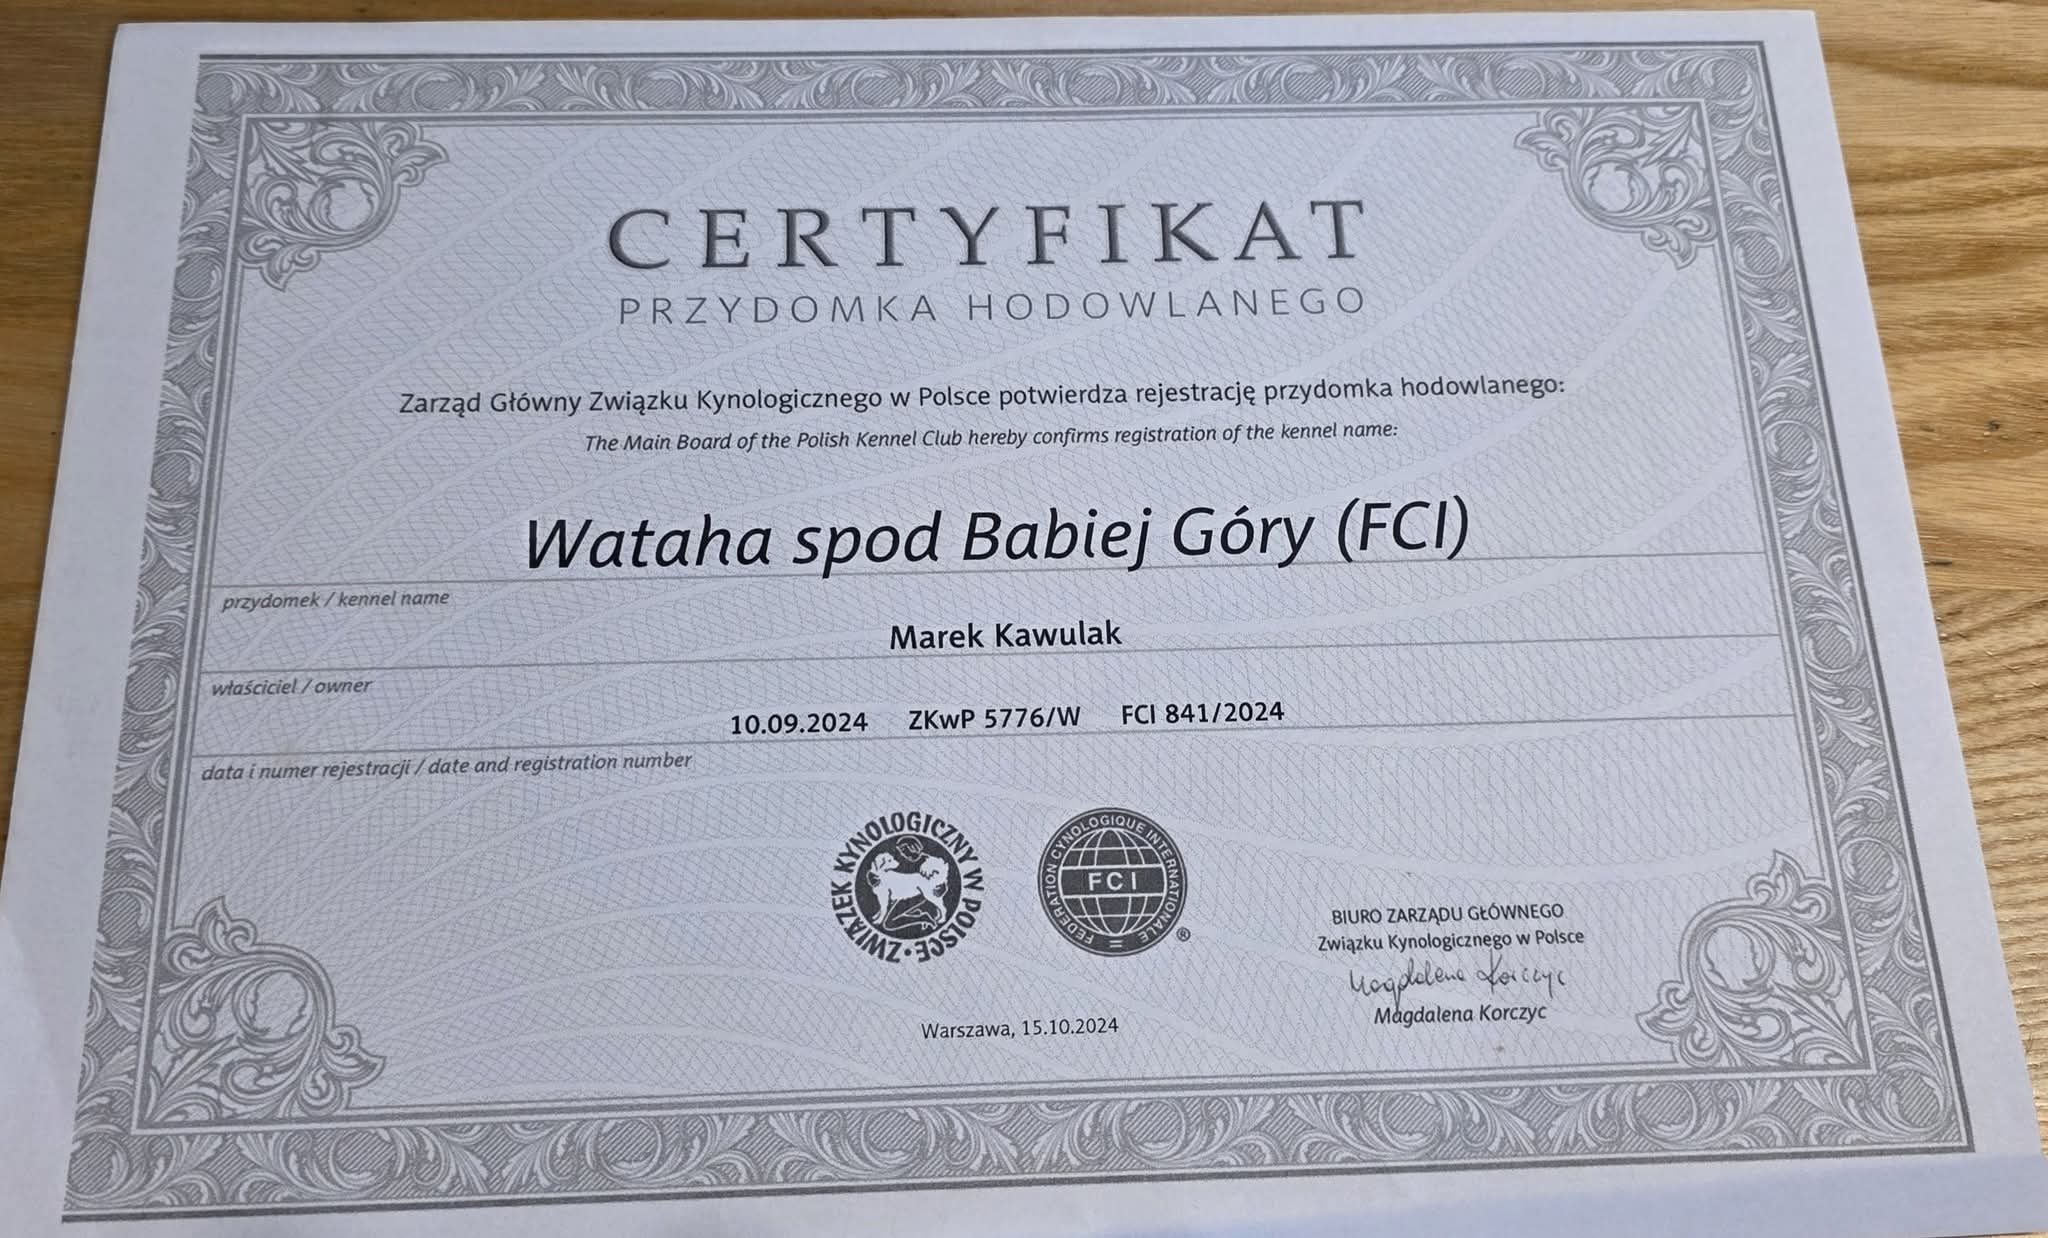 CERTYFIKAT
PRZYDOMKA HODOWLANEGO
Zarząd Główny Związku Kynologicznego w Polsce potwierdza rejestrację przydomka hodowlanego:
The Main Board of the Polish Kennel Club hereby confirms registration of the kennel name:
Wataha spod Babiej Góry (FCI)
przydomek / kennel name
Marek Kawulak
właściciel / owner
10.09.2024 ZKwP 5776/W FCI 841/2024
data i numer rejestracji / date and registration number
ZWIĄZEK KYNOLOGICZNY W POLSCE
FEDERATION CYNOLOGIQUE INTERNATIONALE
FCI
®
BIURO ZARZĄDU GŁÓWNEGO
Związku Kynologicznego w Polsce
Magdalena Korczyc
Magdalena Korczyc
Warszawa, 15.10.2024